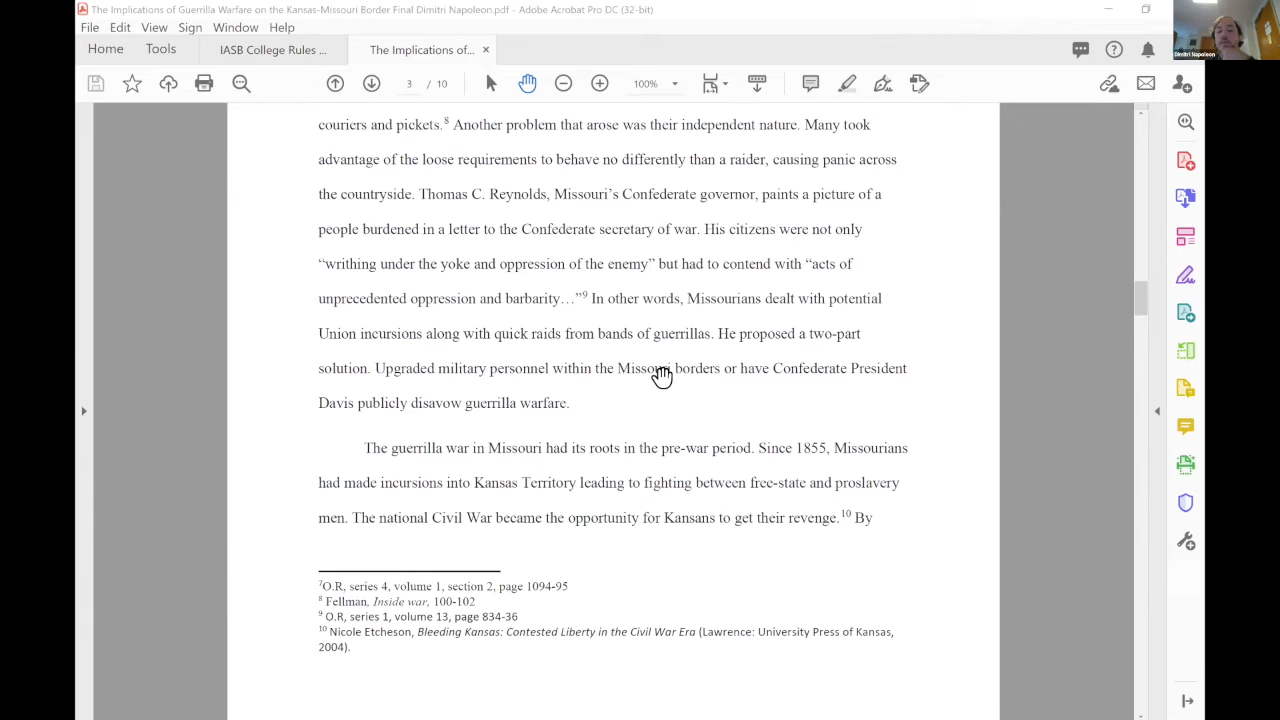 The Implications of Guerrilla Warfare on the Kansas-Missouri Border Final Dimitri Napoleon.pdf - Adobe Acrobat Pro DC (32-bit)
File Edit View Sign Window Help
Home Tools IASB College Rules ... The Implications of... ×
3 / 10 100%
couriers and pickets.8 Another problem that arose was their independent nature. Many took
advantage of the loose requirements to behave no differently than a raider, causing panic across
the countryside. Thomas C. Reynolds, Missouri’s Confederate governor, paints a picture of a
people burdened in a letter to the Confederate secretary of war. His citizens were not only
“writhing under the yoke and oppression of the enemy” but had to contend with “acts of
unprecedented oppression and barbarity…”9 In other words, Missourians dealt with potential
Union incursions along with quick raids from bands of guerrillas. He proposed a two-part
solution. Upgraded military personnel within the Missouri borders or have Confederate President
Davis publicly disavow guerrilla warfare.
The guerrilla war in Missouri had its roots in the pre-war period. Since 1855, Missourians
had made incursions into Kansas Territory leading to fighting between free-state and proslavery
men. The national Civil War became the opportunity for Kansans to get their revenge.10 By
7O.R, series 4, volume 1, section 2, page 1094-95
8 Fellman, Inside war, 100-102
9 O.R, series 1, volume 13, page 834-36
10 Nicole Etcheson, Bleeding Kansas: Contested Liberty in the Civil War Era (Lawrence: University Press of Kansas,
2004).
Dimitri Napoleon